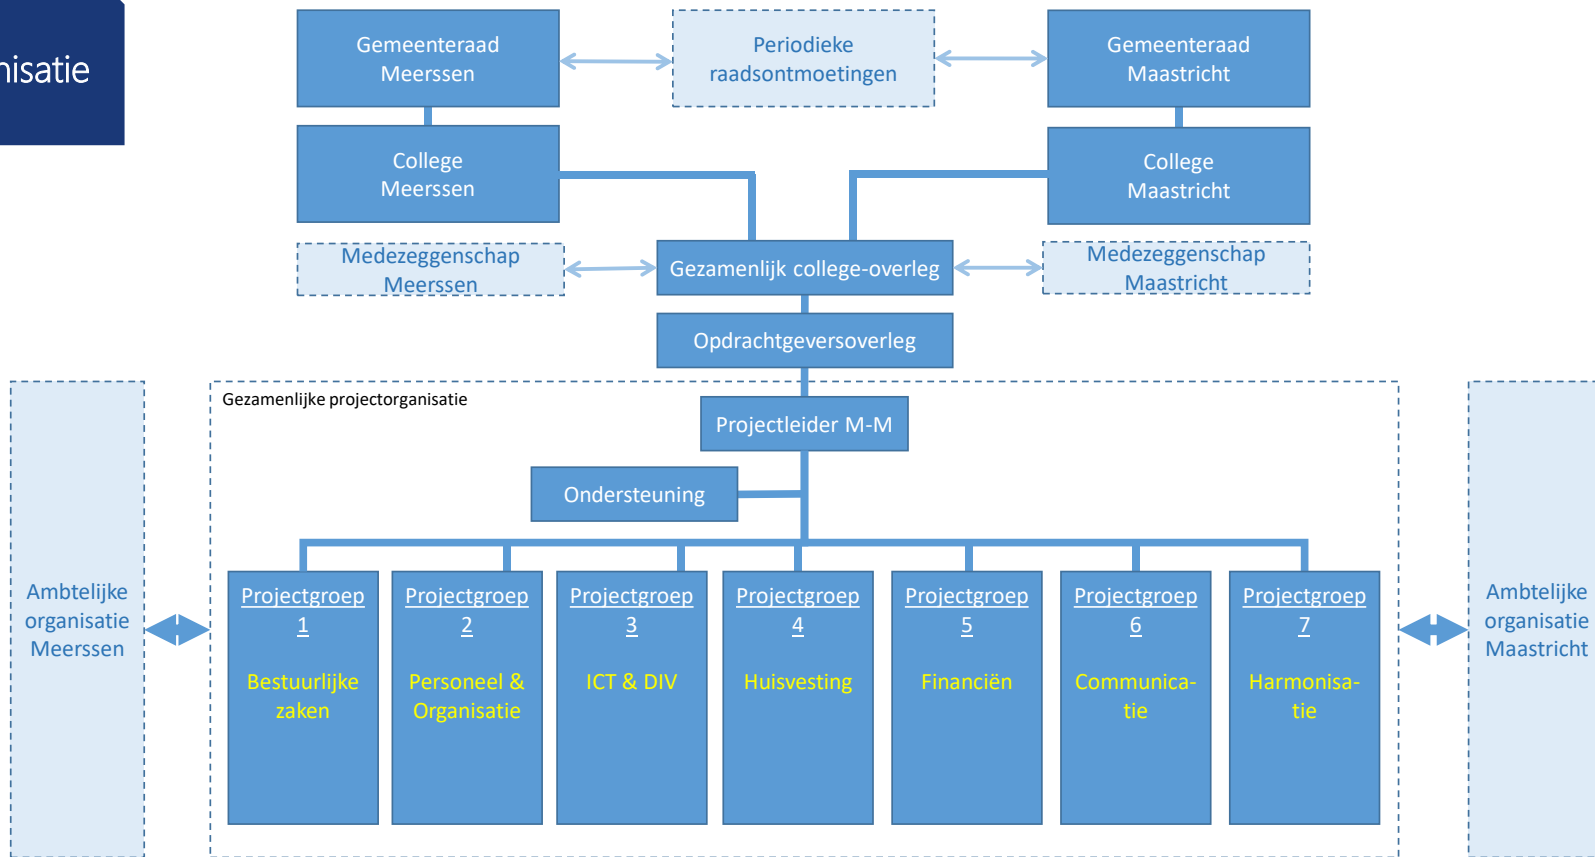 nisatie
Gemeenteraad
Meerssen
Periodieke
raadsontmoetingen
Gemeenteraad
Maastricht
College
Meerssen
College
Maastricht
Medezeggenschap
Meerssen
Gezamenlijk college-overleg
Medezeggenschap
Maastricht
Opdrachtgeversoverleg
Gezamenlijke projectorganisatie
Projectleider M-M
Ondersteuning
Ambtelijke
organisatie
Meerssen
Projectgroep
1
Bestuurlijke
zaken
Projectgroep
2
Personeel &
Organisatie
Projectgroep
3
ICT & DIV
Projectgroep
4
Huisvesting
Projectgroep
5
Financiën
Projectgroep
6
Communica-
tie
Projectgroep
7
Harmonisa-
tie
Ambtelijke
organisatie
Maastricht